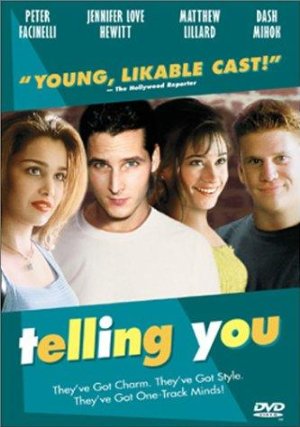 PETER FACINELLI
JENNIFER LOVE HEWITT
MATTHEW LILLARD
DASH MIHOK
"YOUNG, LIKABLE CAST!"
– The Hollywood Reporter
telling you
They've Got Charm. They've Got Style.
They've Got One-Track Minds!
DVD
VIDEO